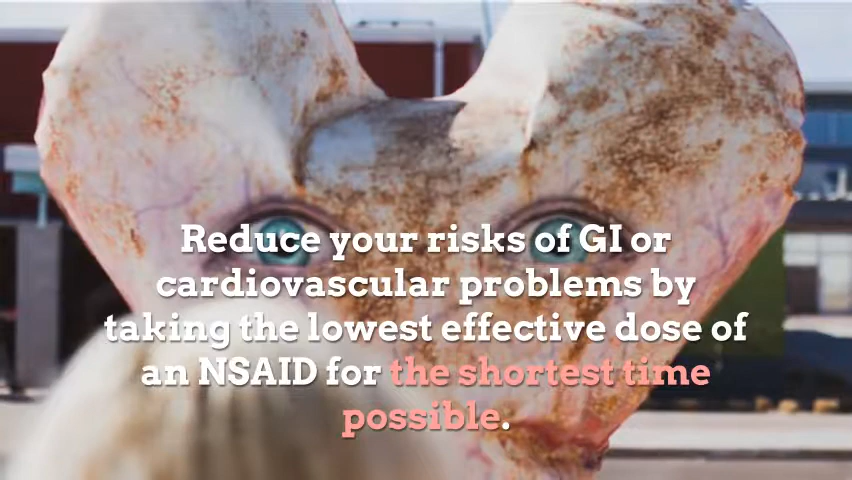 Reduce your risks of GI or
cardiovascular problems by
taking the lowest effective dose of
an NSAID for the shortest time
possible.